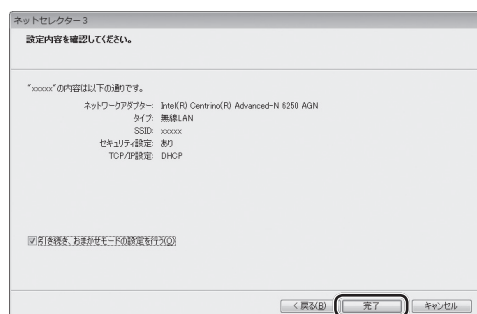 ネットセレクター3
設定内容を確認してください。
"xxxxx"の内容は以下の通りです。
ネットワークアダプター: Intel(R) Centrino(R) Advanced-N 6250 AGN
タイプ: 無線LAN
SSID: xxxxx
セキュリティ設定: あり
TCP/IP設定: DHCP
引き続き、おまかせモードの設定を行う(O)
< 戻る(B) 完了 キャンセル